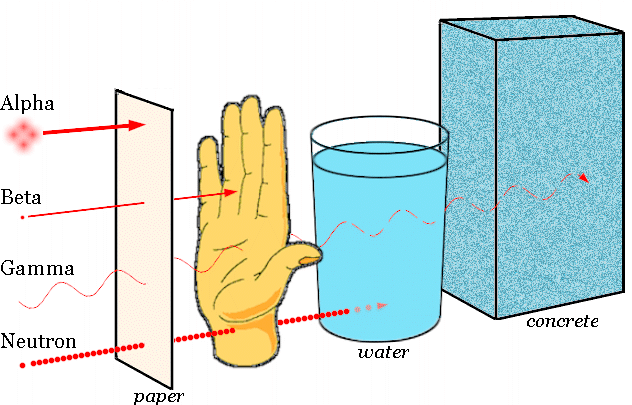 Alpha
Beta
Gamma
Neutron
paper
water
concrete